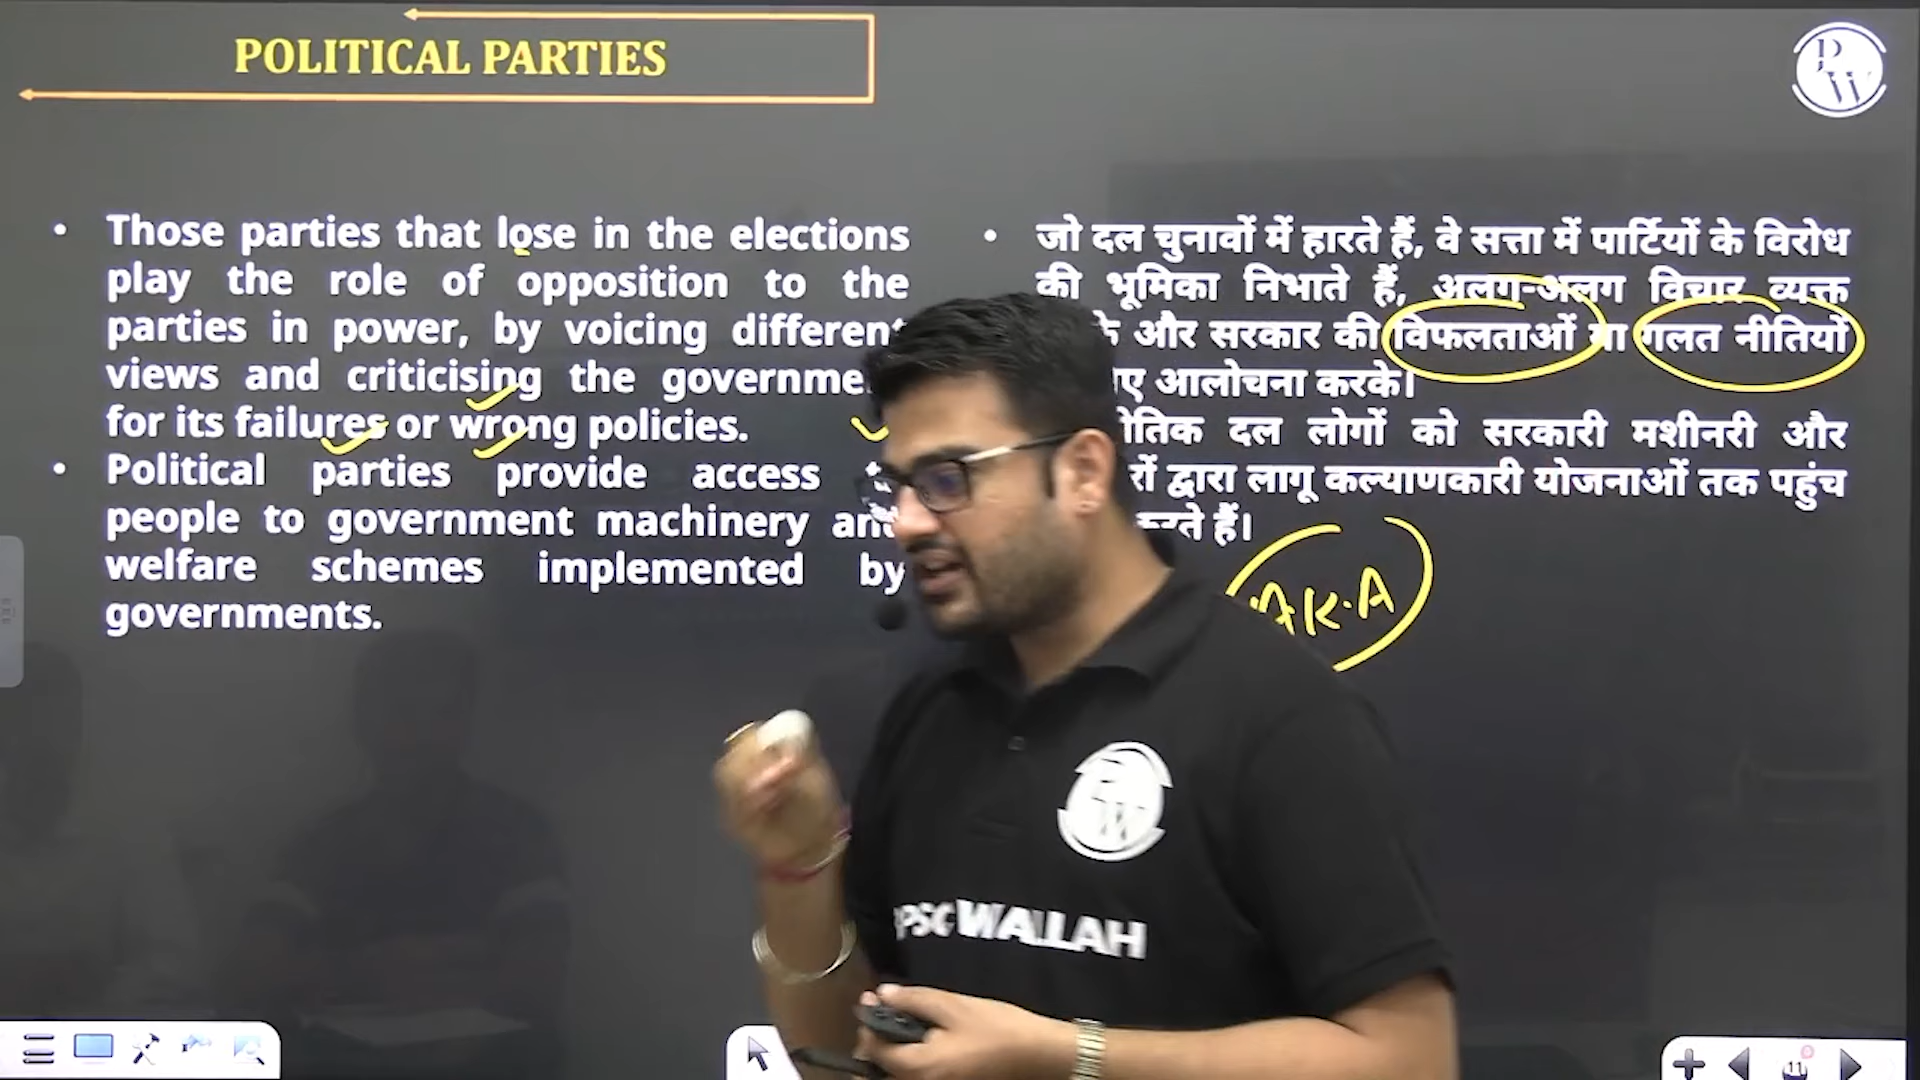 POLITICAL PARTIES
PW
• Those parties that lose in the elections
play the role of opposition to the
parties in power, by voicing different
views and criticising the
for its failures or wrong policies.
• Political parties provide access
people to government machinery
welfare schemes implemented by
governments.
• जो दल चुनावों में हारते हैं, वे सत्ता में पार्टियों के विरोध
की भूमिका निभाते हैं, अलग-अलग विचार व्यक्त
और सरकार की विफलताओं या गलत नीतियों
आलोचना करके।
दल लोगों को सरकारी मशीनरी और
द्वारा लागू कल्याणकारी योजनाओं तक पहुंच
हैं।
A.K.A
PW
WALLAH
11